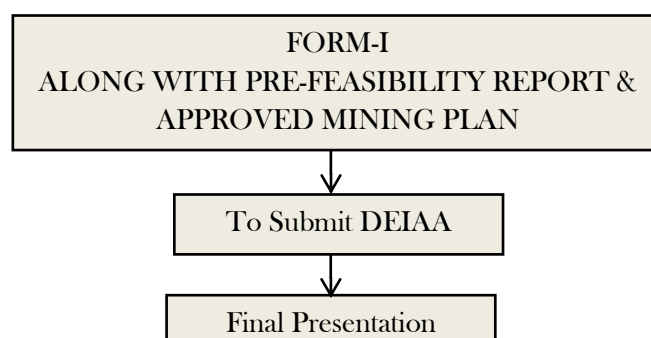 FORM-I
ALONG WITH PRE-FEASIBILITY REPORT &
APPROVED MINING PLAN
To Submit DEIAA
Final Presentation